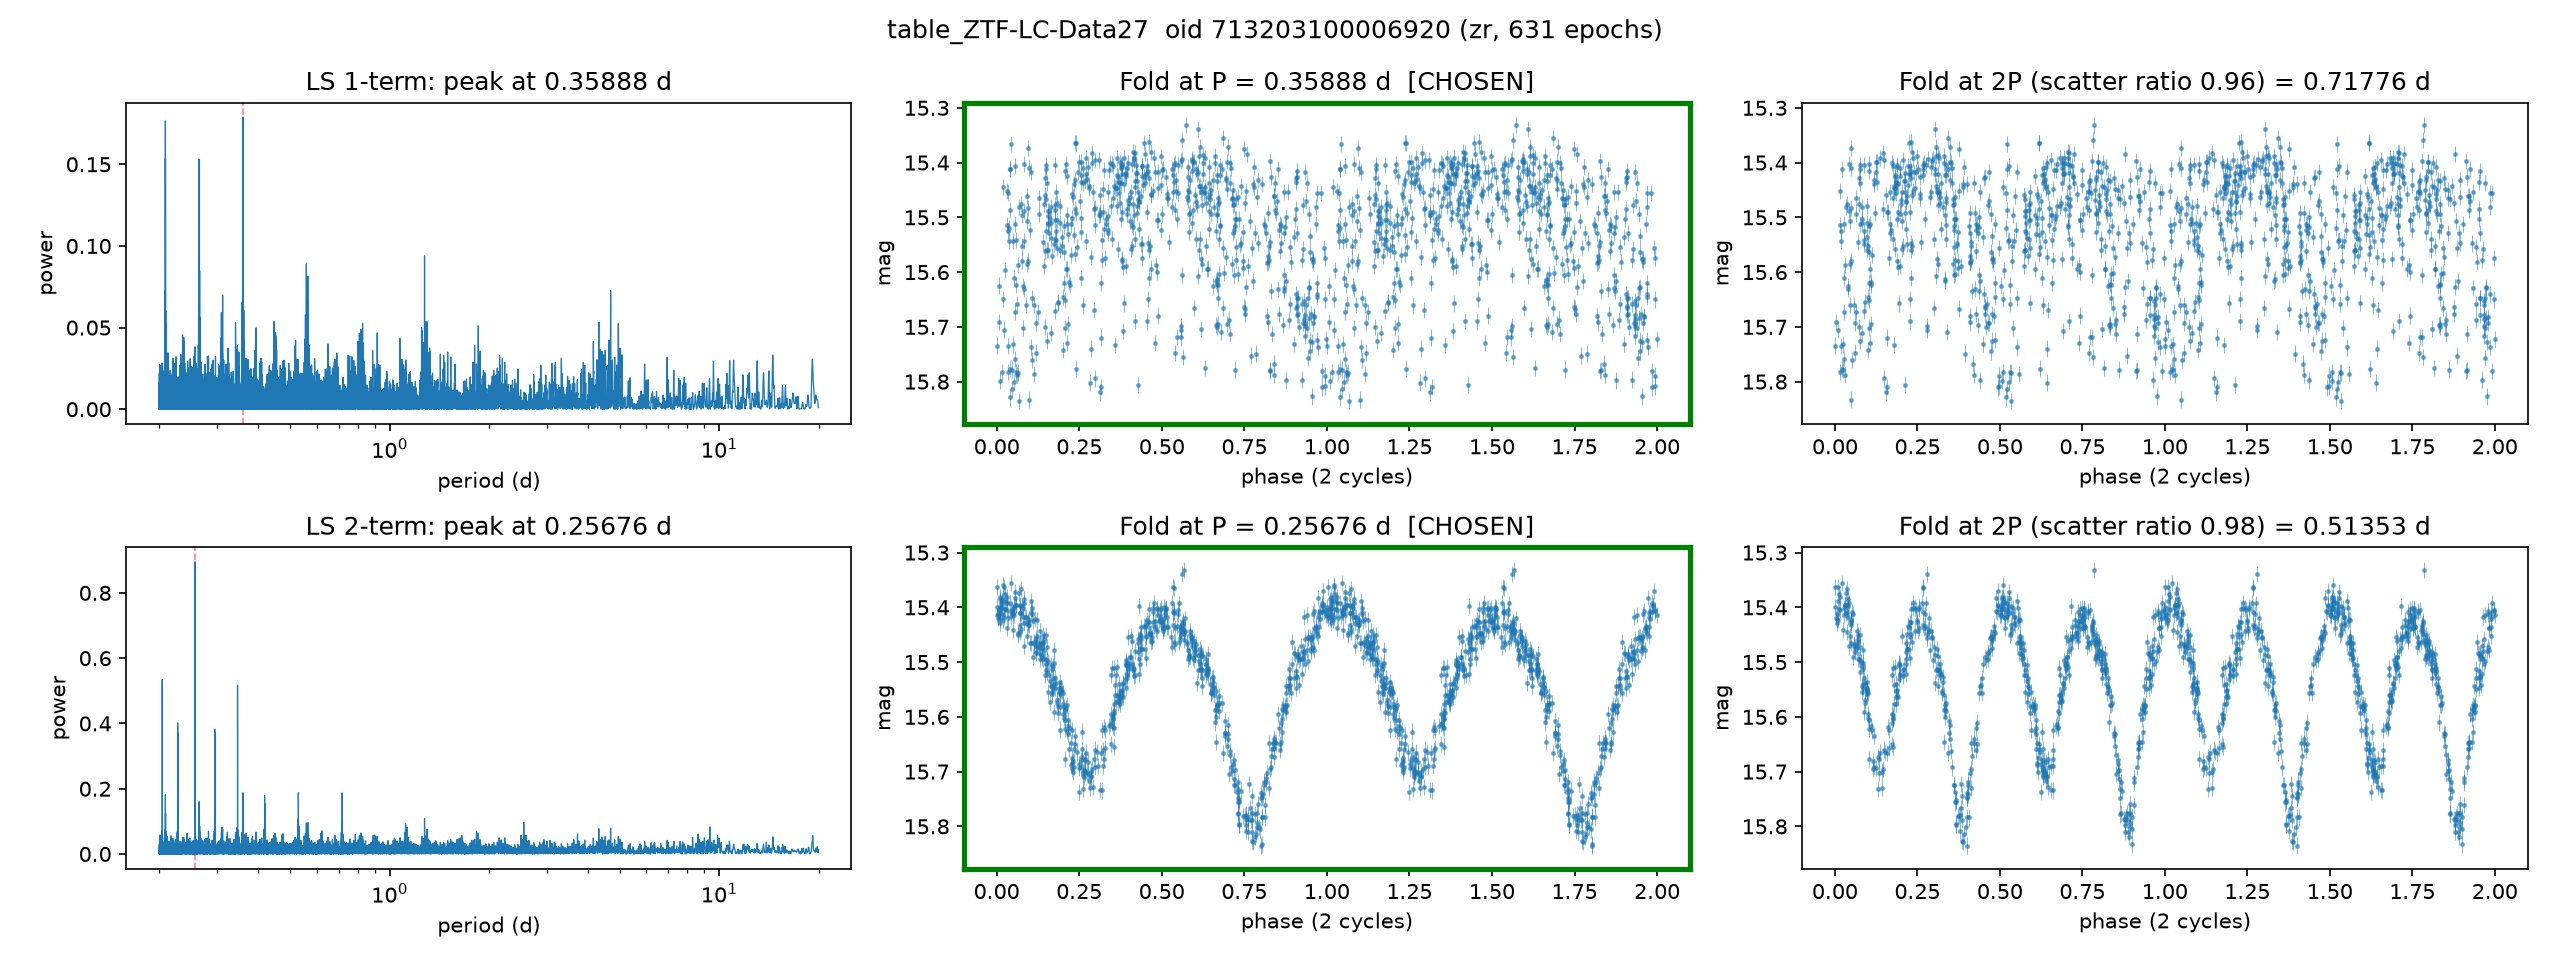 table_ZTF-LC-Data27  oid 713203100006920 (zr, 631 epochs)
LS 1-term: peak at 0.35888 d
power
0.15
0.10
0.05
0.00
10⁰
10¹
period (d)
Fold at P = 0.35888 d  [CHOSEN]
mag
15.3
15.4
15.5
15.6
15.7
15.8
0.00 0.25 0.50 0.75 1.00 1.25 1.50 1.75 2.00
phase (2 cycles)
Fold at 2P (scatter ratio 0.96) = 0.71776 d
mag
15.3
15.4
15.5
15.6
15.7
15.8
0.00 0.25 0.50 0.75 1.00 1.25 1.50 1.75 2.00
phase (2 cycles)
LS 2-term: peak at 0.25676 d
power
0.8
0.6
0.4
0.2
0.0
10⁰
10¹
period (d)
Fold at P = 0.25676 d  [CHOSEN]
mag
15.3
15.4
15.5
15.6
15.7
15.8
0.00 0.25 0.50 0.75 1.00 1.25 1.50 1.75 2.00
phase (2 cycles)
Fold at 2P (scatter ratio 0.98) = 0.51353 d
mag
15.3
15.4
15.5
15.6
15.7
15.8
0.00 0.25 0.50 0.75 1.00 1.25 1.50 1.75 2.00
phase (2 cycles)